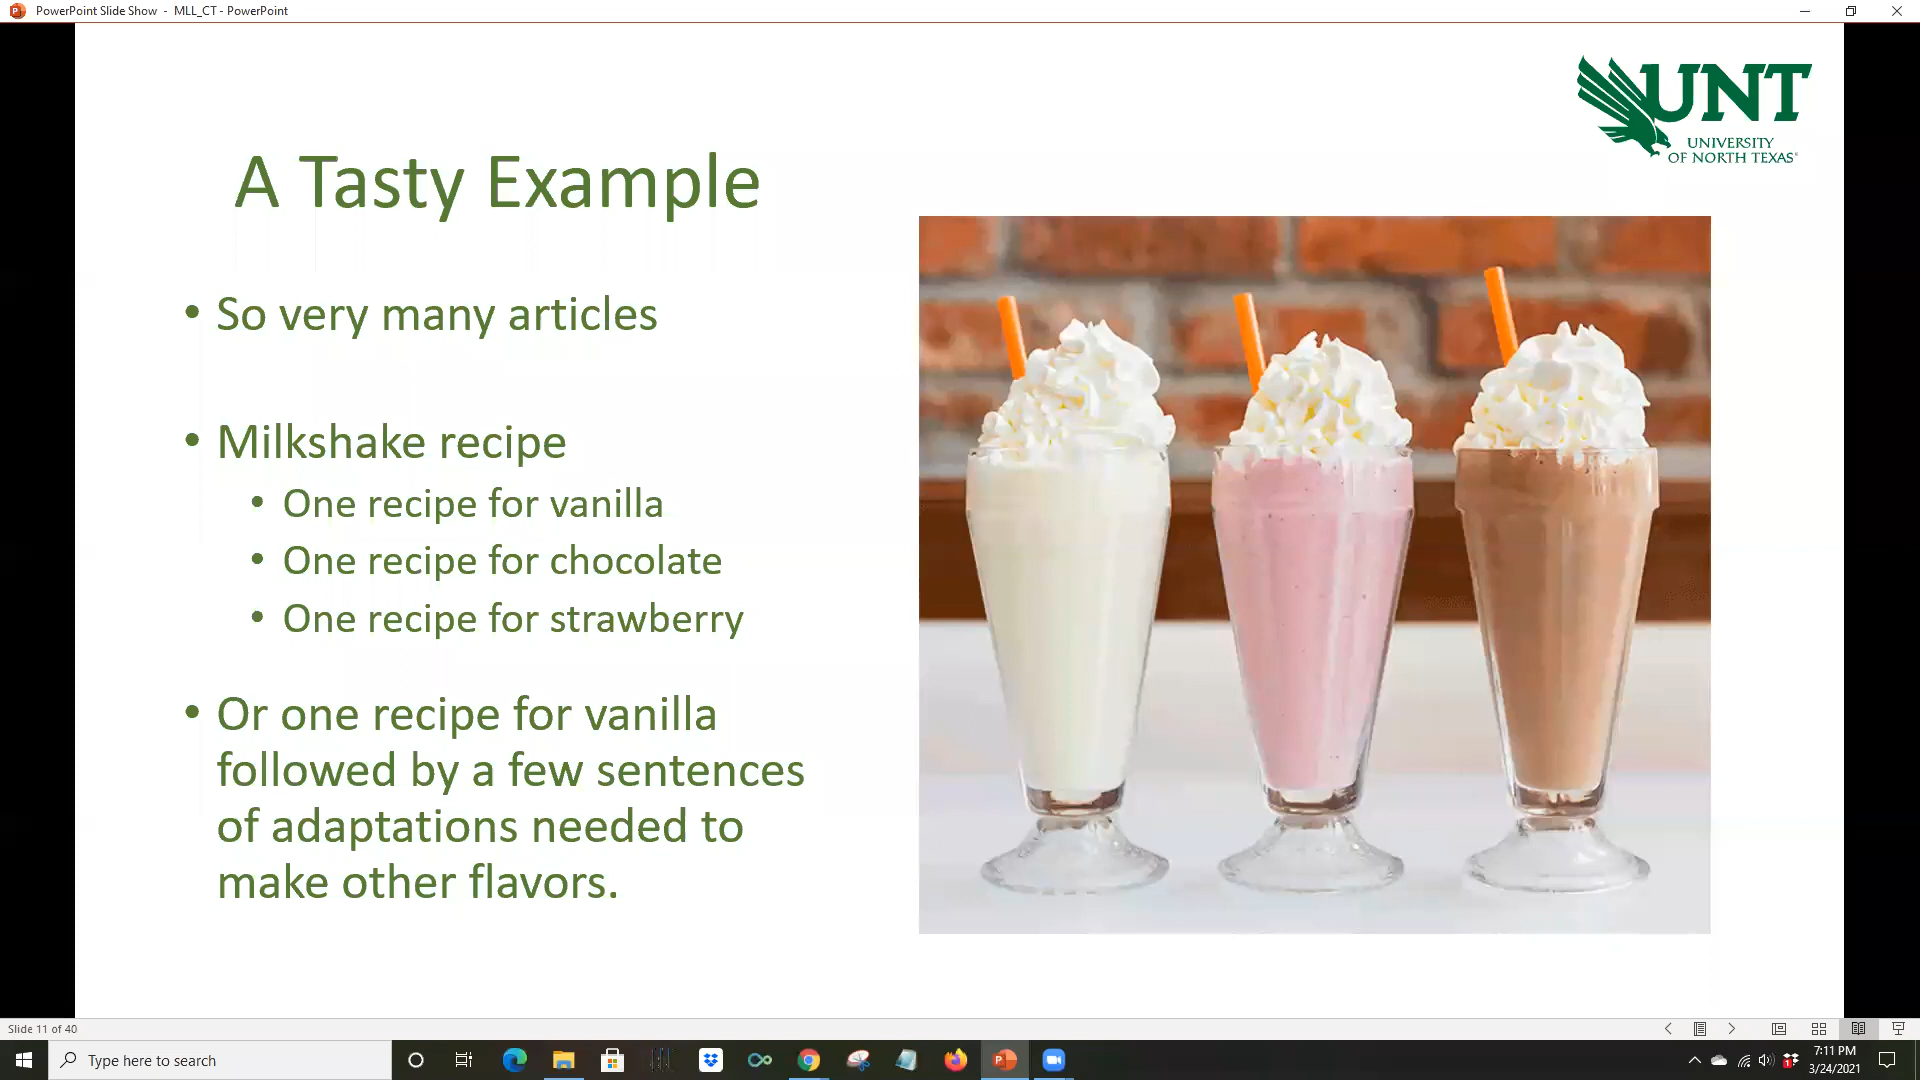 PowerPoint Slide Show - MLL_CT - PowerPoint
UNT
UNIVERSITY
OF NORTH TEXAS®
A Tasty Example
• So very many articles
• Milkshake recipe
• One recipe for vanilla
• One recipe for chocolate
• One recipe for strawberry
• Or one recipe for vanilla
followed by a few sentences
of adaptations needed to
make other flavors.
Slide 11 of 40
Type here to search
7:11 PM
3/24/2021